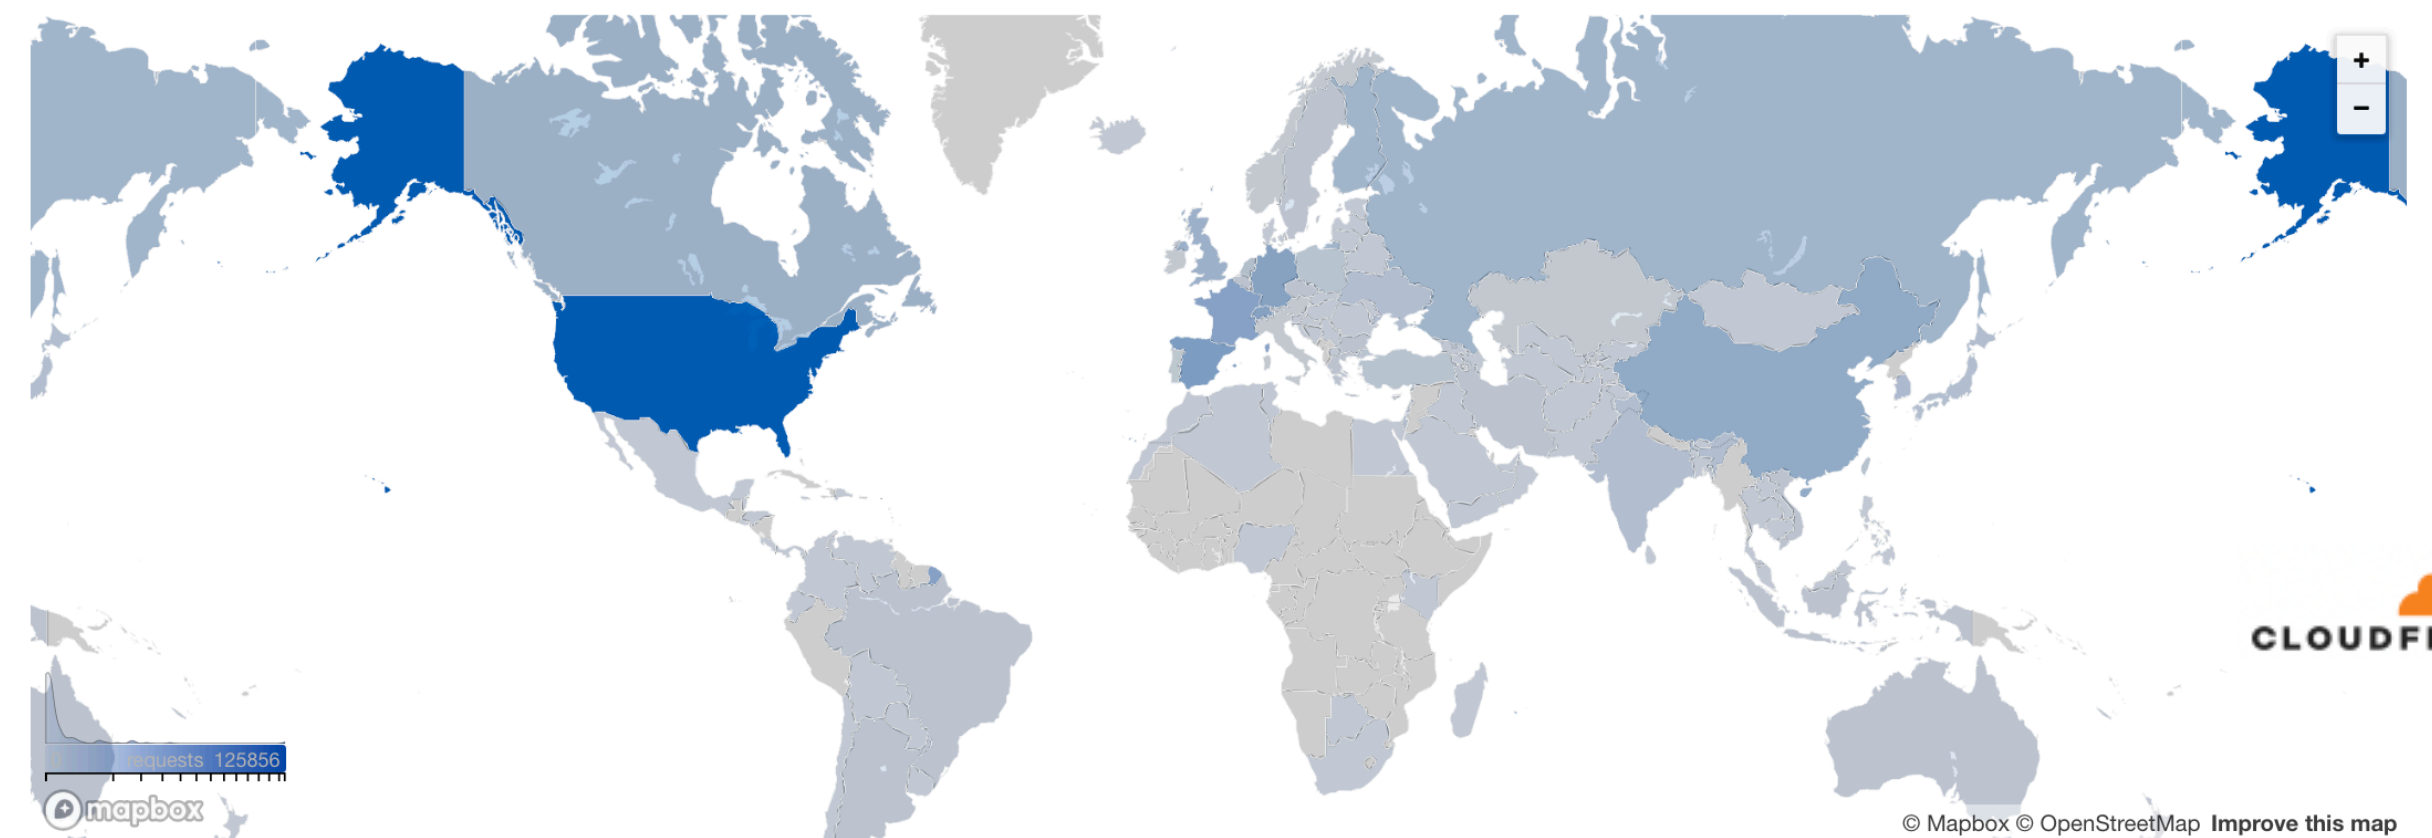 +
−
CLOUDF
requests 125856
mapbox
© Mapbox © OpenStreetMap Improve this map